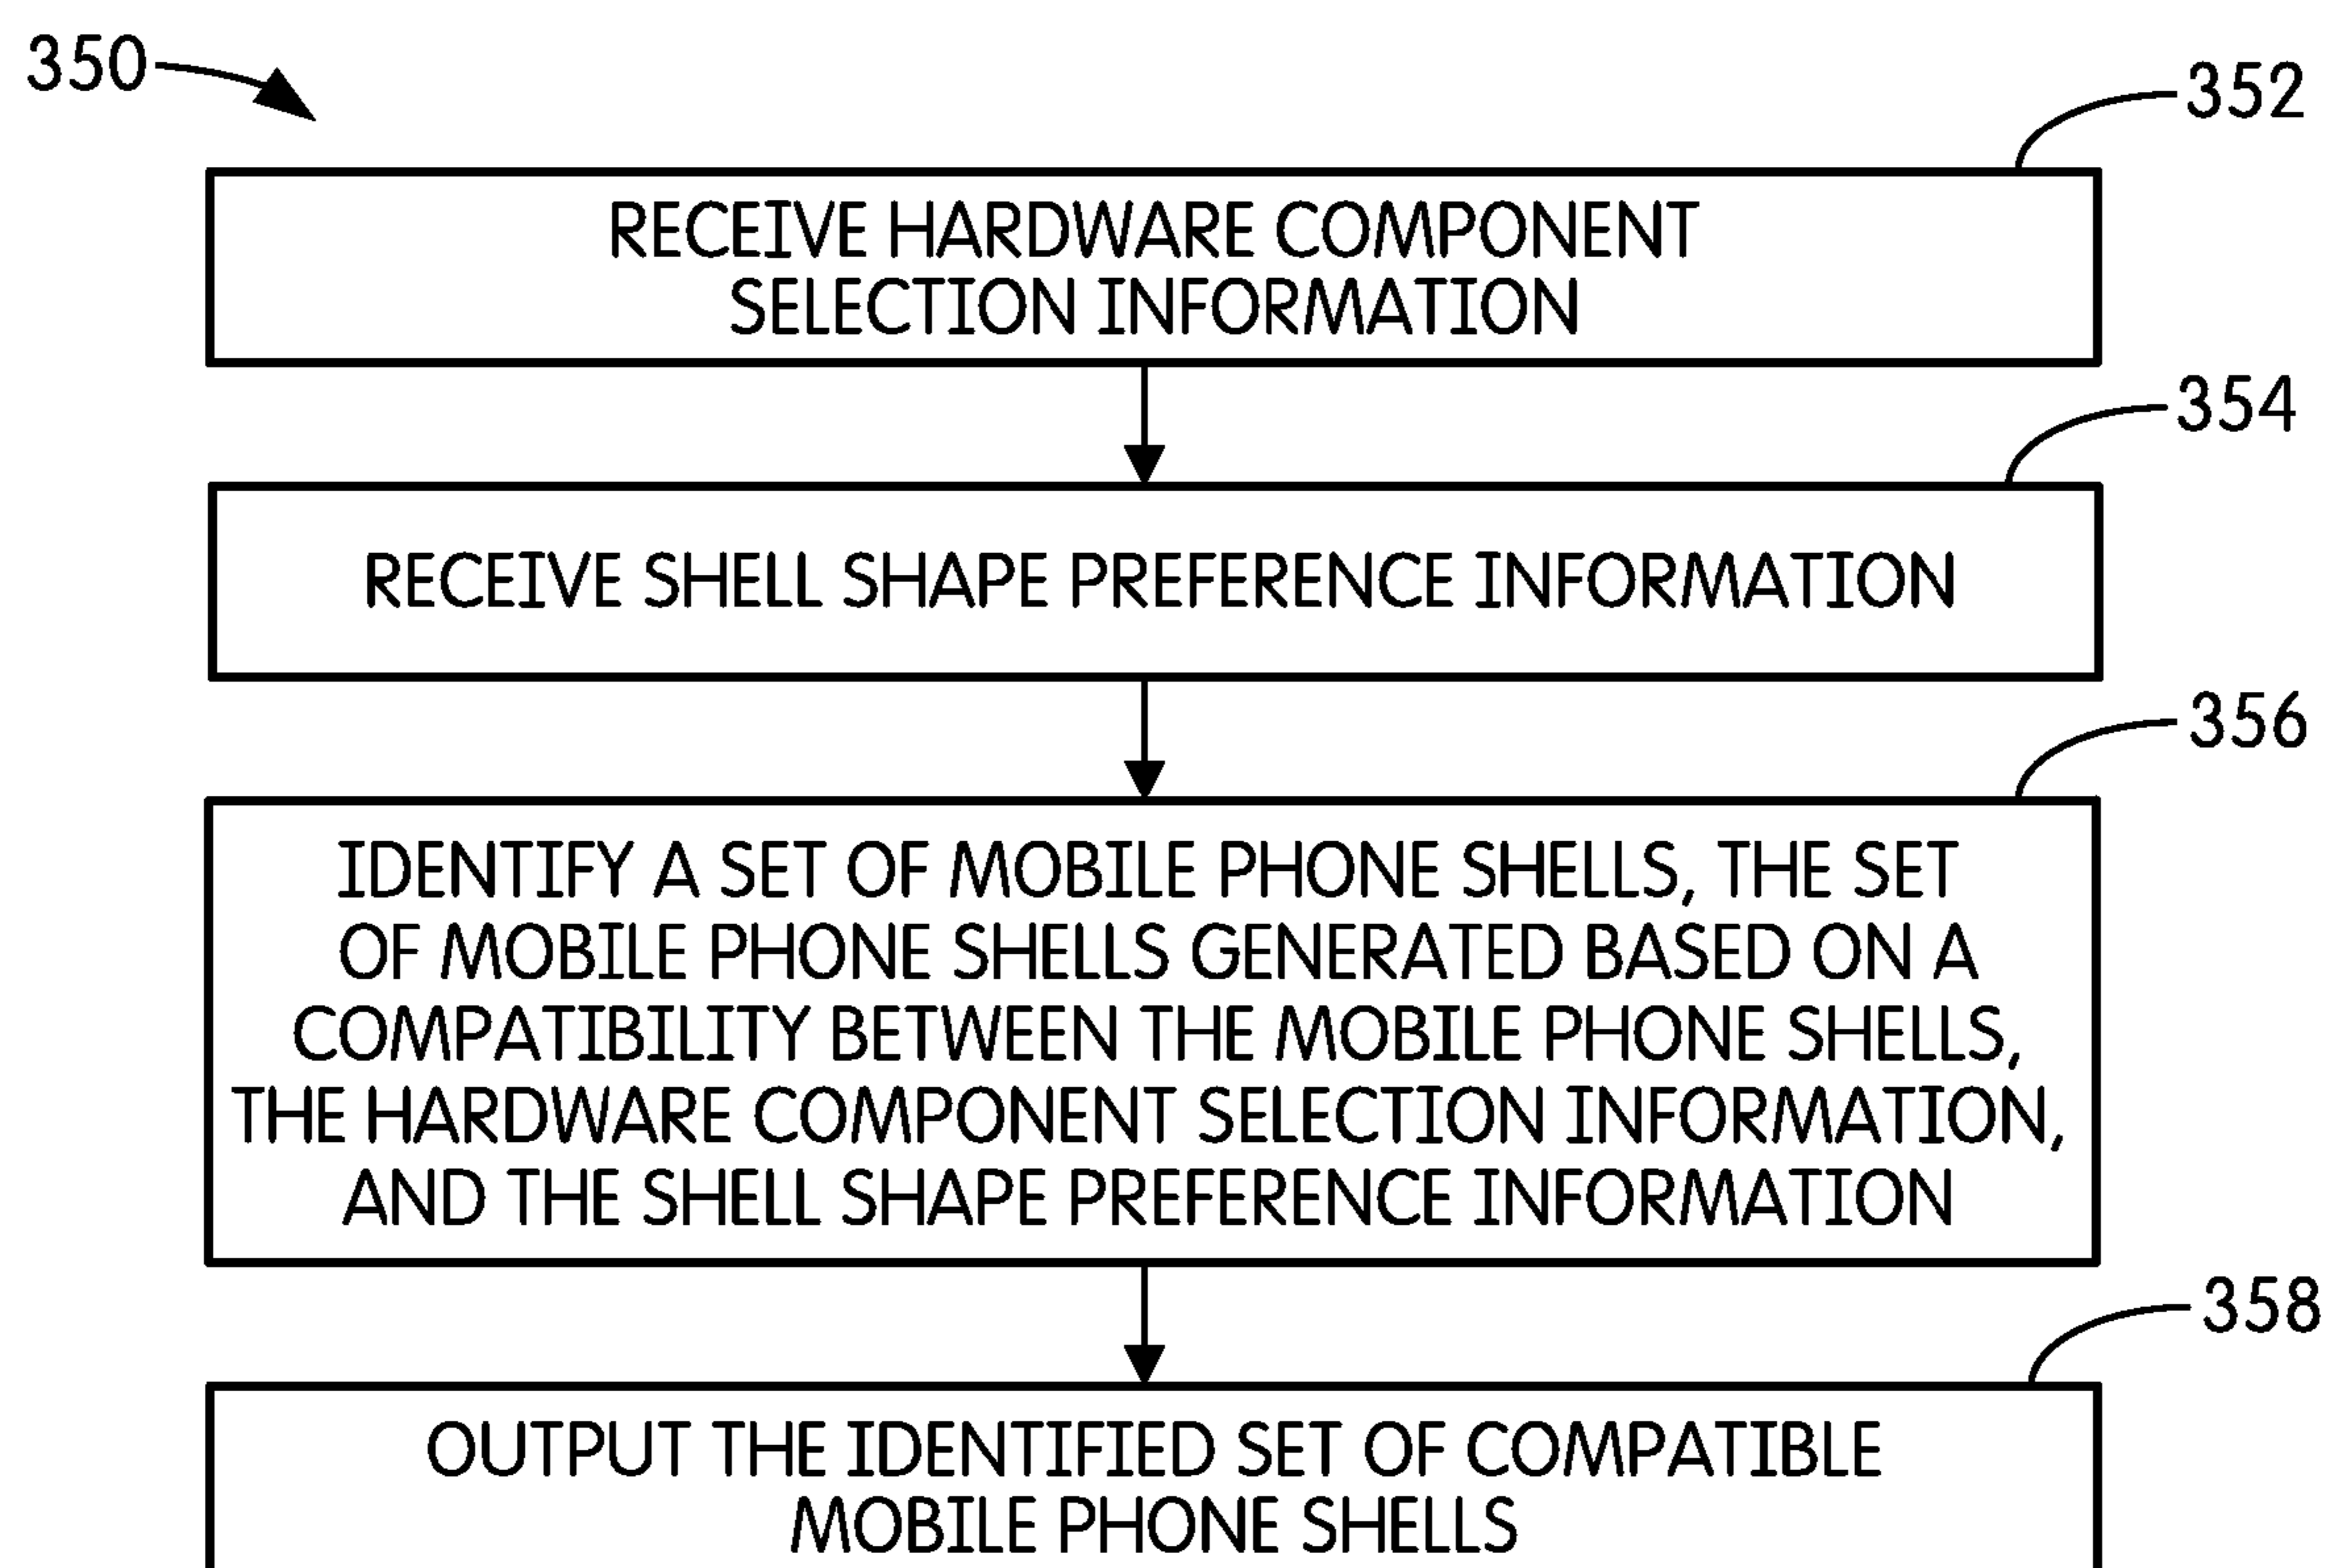 350
352
RECEIVE HARDWARE COMPONENT
SELECTION INFORMATION
354
RECEIVE SHELL SHAPE PREFERENCE INFORMATION
356
IDENTIFY A SET OF MOBILE PHONE SHELLS, THE SET
OF MOBILE PHONE SHELLS GENERATED BASED ON A
COMPATIBILITY BETWEEN THE MOBILE PHONE SHELLS,
THE HARDWARE COMPONENT SELECTION INFORMATION,
AND THE SHELL SHAPE PREFERENCE INFORMATION
358
OUTPUT THE IDENTIFIED SET OF COMPATIBLE
MOBILE PHONE SHELLS